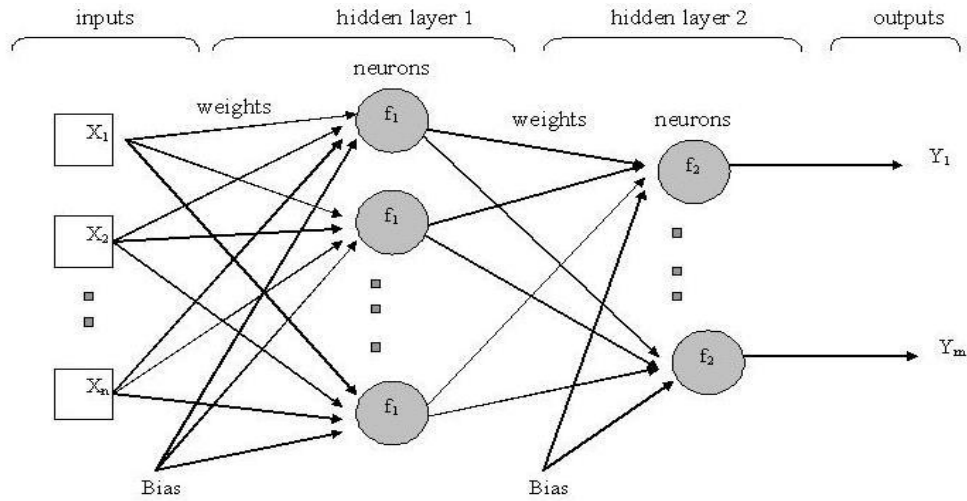 inputs
hidden layer 1
hidden layer 2
outputs
neurons
weights
weights
neurons
X1
f1
f2
Y1
X2
f1
f2
Ym
Xn
f1
Bias
Bias